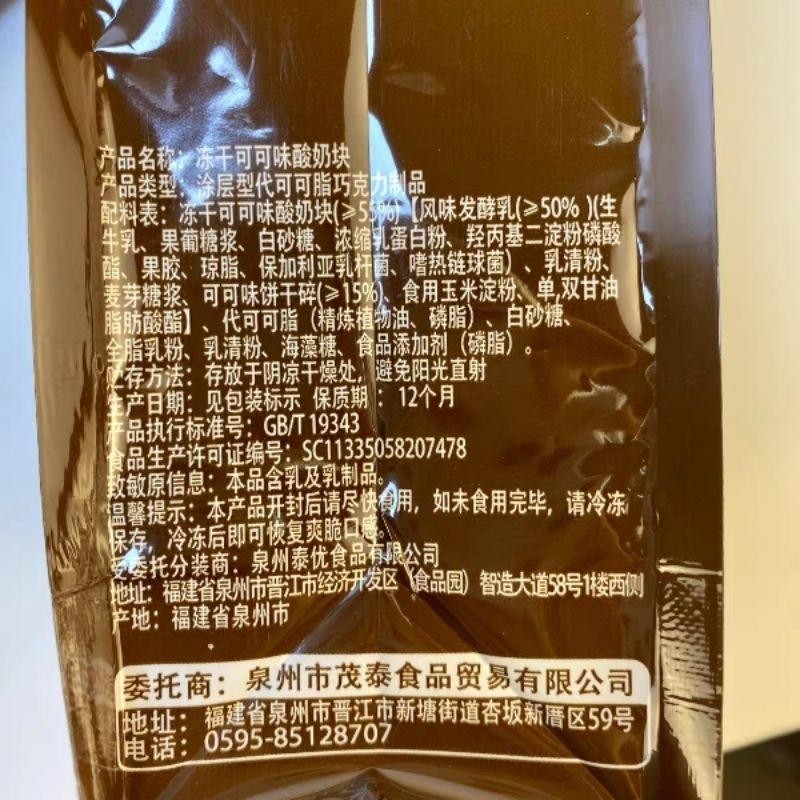 产品名称：冻干可可味酸奶块
产品类型：涂层型代可可脂巧克力制品
配料表：冻干可可味酸奶块(≥55%)【风味发酵乳(≥50% )(生
牛乳、果葡糖浆、白砂糖、浓缩乳蛋白粉、羟丙基二淀粉磷酸
酯、果胶、琼脂、保加利亚乳杆菌、嗜热链球菌）、乳清粉、
麦芽糖浆、可可味饼干碎(≥15%)、食用玉米淀粉、单,双甘油
脂肪酸酯】、代可可脂（精炼植物油、磷脂）、白砂糖、
全脂乳粉、乳清粉、海藻糖、食品添加剂（磷脂）。
贮存方法：存放于阴凉干燥处，避免阳光直射
生产日期：见包装标示 保质期：12个月
产品执行标准号：GB/T 19343
食品生产许可证编号：SC11335058207478
致敏原信息：本品含乳及乳制品。
温馨提示：本产品开封后请尽快食用，如未食用完毕，请冷冻
保存，冷冻后即可恢复爽脆口感。
受委托分装商：泉州泰优食品有限公司
地址：福建省泉州市晋江市经济开发区（食品园）智造大道58号1楼西侧
产地：福建省泉州市
委托商：泉州市茂泰食品贸易有限公司
地址：福建省泉州市晋江市新塘街道杏坂新厝区59号
电话：0595-85128707